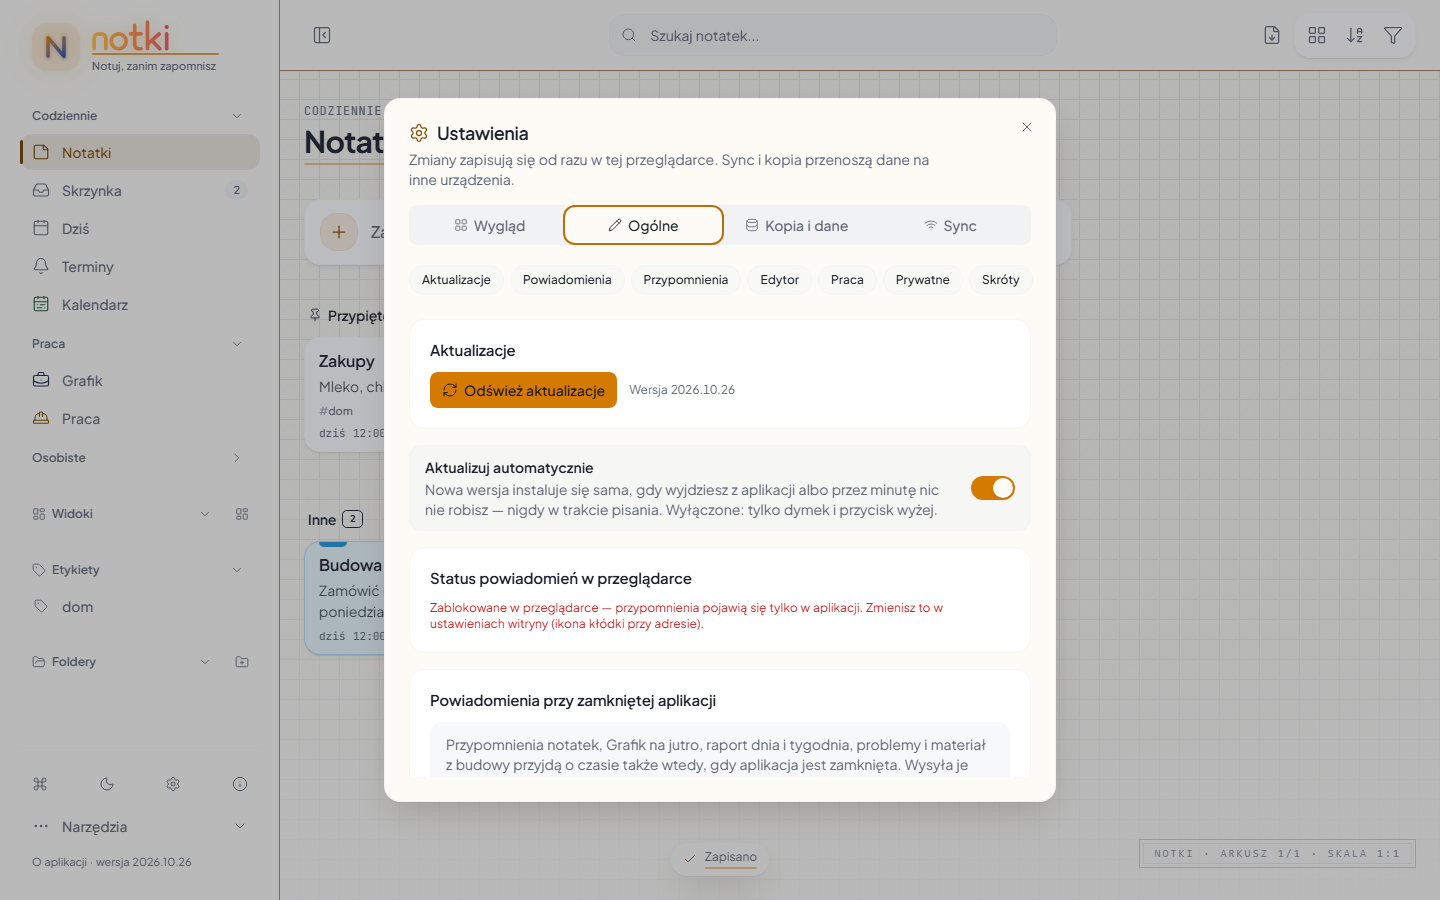 N notki
Notuj, zanim zapomnisz
Codziennie
Notatki
Skrzynka 2
Dziś
Terminy
Kalendarz
Praca
Grafik
Praca
Osobiste
Widoki
Etykiety
dom
Foldery
Narzędzia
O aplikacji · wersja 2026.10.26
Szukaj notatek...
CODZIENNIE
Notat
Za
Przypięt
Zakupy
Mleko, ch
#dom
dziś 12:00
Inne 2
Budowa
Zamówić
poniedzia
dziś 12:00
Ustawienia
Zmiany zapisują się od razu w tej przeglądarce. Sync i kopia przenoszą dane na
inne urządzenia.
Wygląd Ogólne Kopia i dane Sync
Aktualizacje Powiadomienia Przypomnienia Edytor Praca Prywatne Skróty
Aktualizacje
Odśwież aktualizacje Wersja 2026.10.26
Aktualizuj automatycznie
Nowa wersja instaluje się sama, gdy wyjdziesz z aplikacji albo przez minutę nic
nie robisz — nigdy w trakcie pisania. Wyłączone: tylko dymek i przycisk wyżej.
Status powiadomień w przeglądarce
Zablokowane w przeglądarce — przypomnienia pojawią się tylko w aplikacji. Zmienisz to w
ustawieniach witryny (ikona kłódki przy adresie).
Powiadomienia przy zamkniętej aplikacji
Przypomnienia notatek, Grafik na jutro, raport dnia i tygodnia, problemy i materiał
z budowy przyjdą o czasie także wtedy, gdy aplikacja jest zamknięta. Wysyła je
Zapisano
NOTKI · ARKUSZ 1/1 · SKALA 1:1